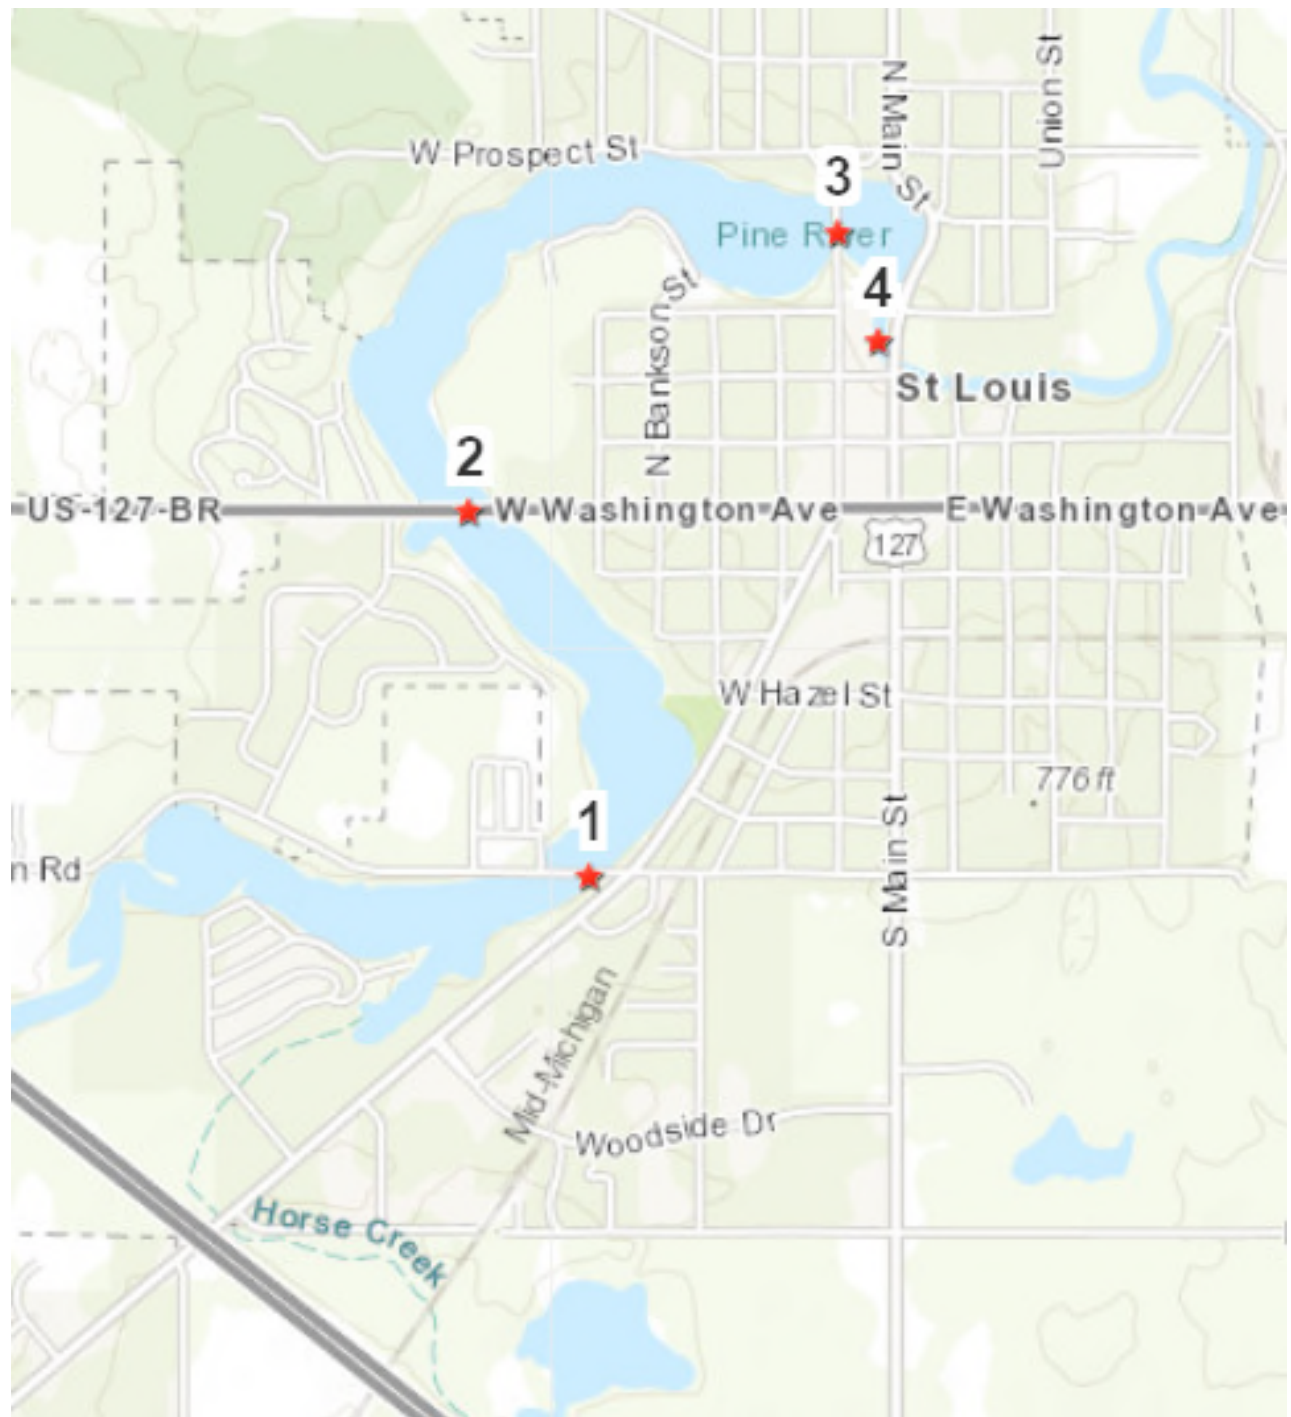 N Main St
Union St
W Prospect St
3
Pine River
4
N Bankson St
St Louis
2
US-127-BR
W Washington Ave
E Washington Ave
127
W Hazel St
776 ft
1
n Rd
S Main St
Mid-Michigan
Woodside Dr
Horse Creek